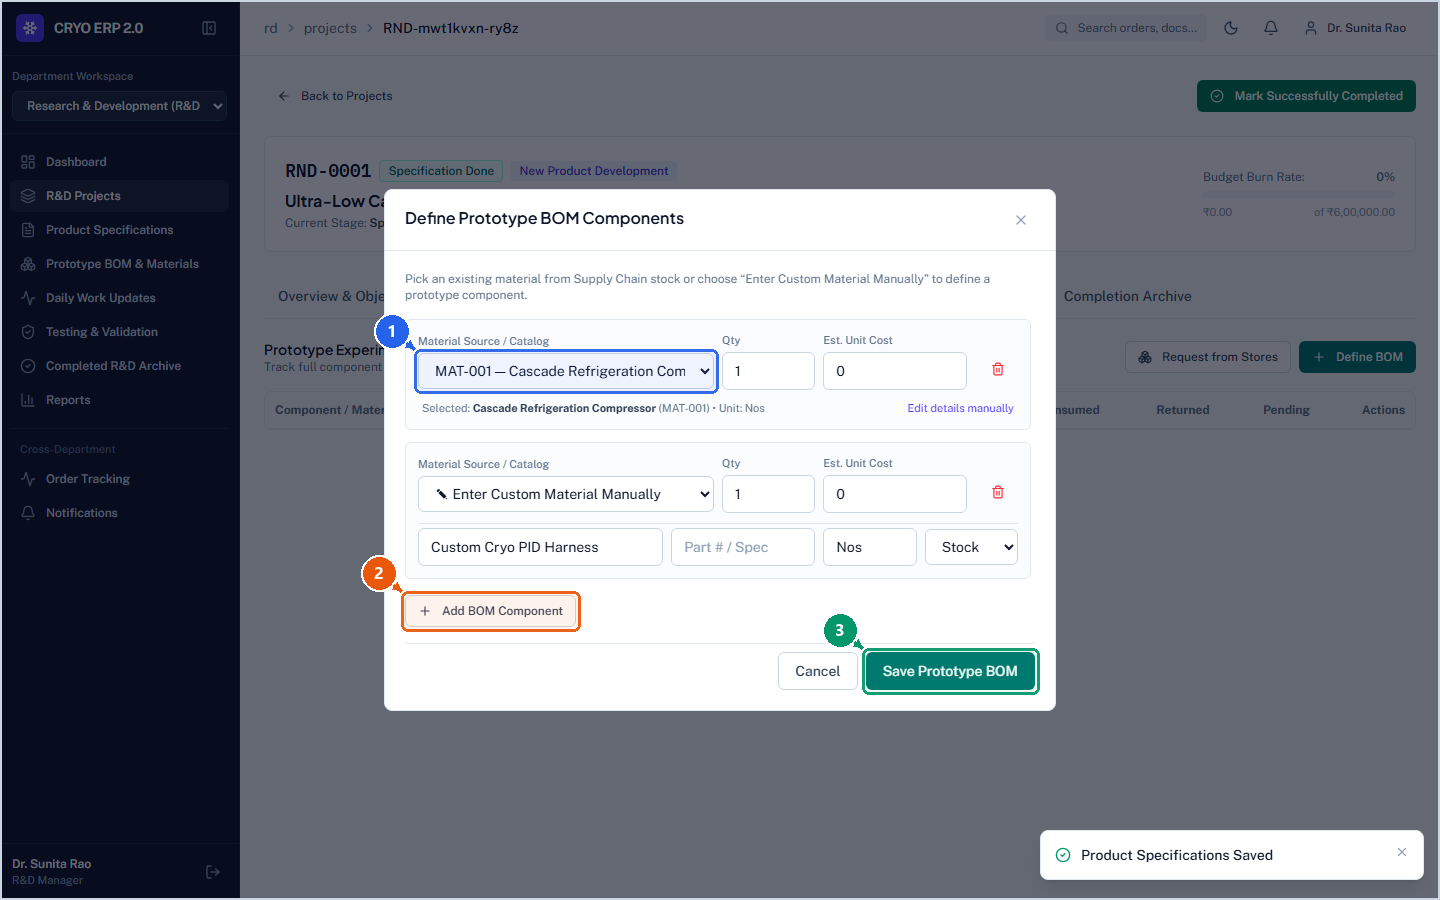 CRYO ERP 2.0
rd > projects > RND-mwt1kvxn-ry8z
Search orders, docs...
Dr. Sunita Rao
Department Workspace
Research & Development (R&D
Back to Projects
Mark Successfully Completed
Dashboard
R&D Projects
Product Specifications
Prototype BOM & Materials
Daily Work Updates
Testing & Validation
Completed R&D Archive
Reports
Cross-Department
Order Tracking
Notifications
Dr. Sunita Rao
R&D Manager
RND-0001
Specification Done
New Product Development
Ultra-Low Ca
Current Stage: Sp
Budget Burn Rate: 0%
₹0.00 of ₹6,00,000.00
Overview & Obje
Completion Archive
Prototype Experin
Track full component
Request from Stores
+ Define BOM
Component / Mater
nsumed Returned Pending Actions
Define Prototype BOM Components
Pick an existing material from Supply Chain stock or choose “Enter Custom Material Manually” to define a
prototype component.
1
Material Source / Catalog Qty Est. Unit Cost
MAT-001 — Cascade Refrigeration Com 1 0
Selected: Cascade Refrigeration Compressor (MAT-001) • Unit: Nos Edit details manually
Material Source / Catalog Qty Est. Unit Cost
Enter Custom Material Manually 1 0
Custom Cryo PID Harness Part # / Spec Nos Stock
2
+ Add BOM Component
3
Cancel Save Prototype BOM
Product Specifications Saved